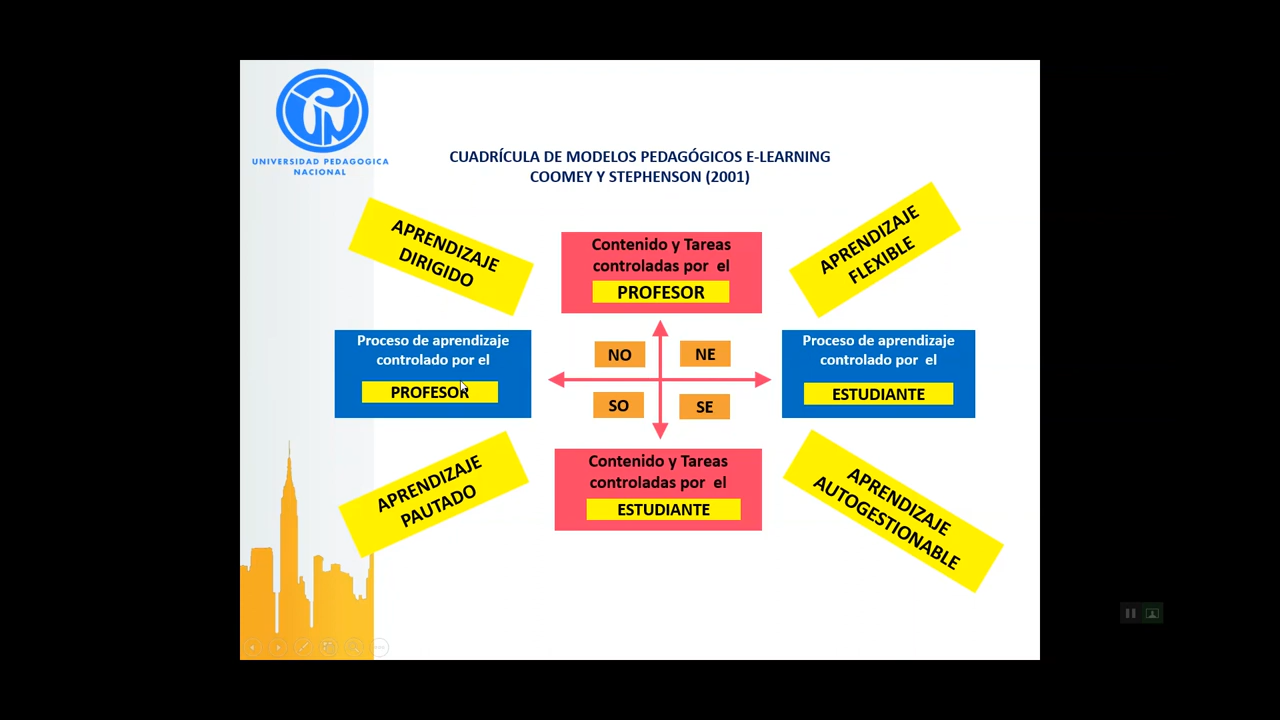 UNIVERSIDAD PEDAGOGICA
NACIONAL
CUADRÍCULA DE MODELOS PEDAGÓGICOS E-LEARNING
COOMEY Y STEPHENSON (2001)
APRENDIZAJE
DIRIGIDO
Contenido y Tareas
controladas por el
PROFESOR
APRENDIZAJE
FLEXIBLE
Proceso de aprendizaje
controlado por el
PROFESOR
NO
NE
SO
SE
Proceso de aprendizaje
controlado por el
ESTUDIANTE
APRENDIZAJE
PAUTADO
Contenido y Tareas
controladas por el
ESTUDIANTE
APRENDIZAJE
AUTOGESTIONABLE